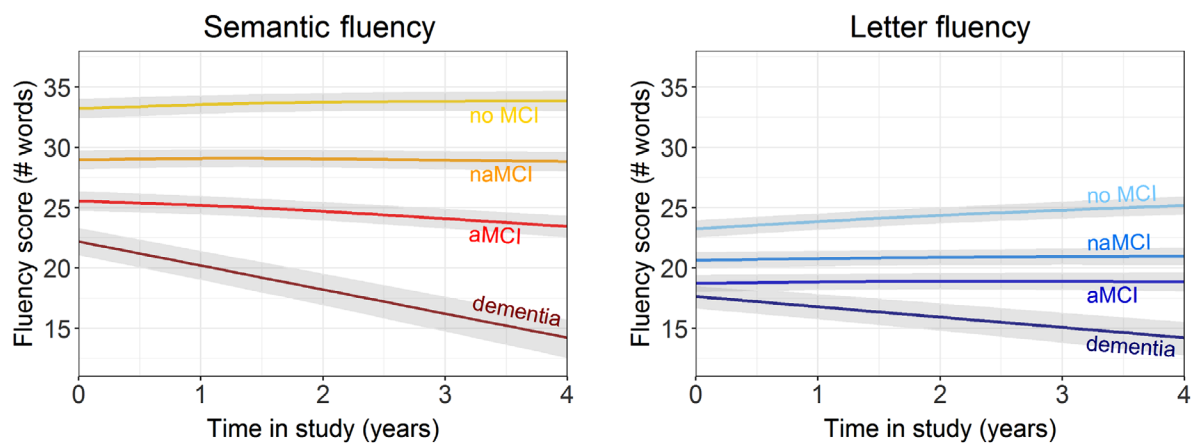 Semantic fluency
Fluency score (# words)
35
30
25
20
15
no MCI
naMCI
aMCI
dementia
0 1 2 3 4
Time in study (years)
Letter fluency
Fluency score (# words)
35
30
25
20
15
no MCI
naMCI
aMCI
dementia
0 1 2 3 4
Time in study (years)